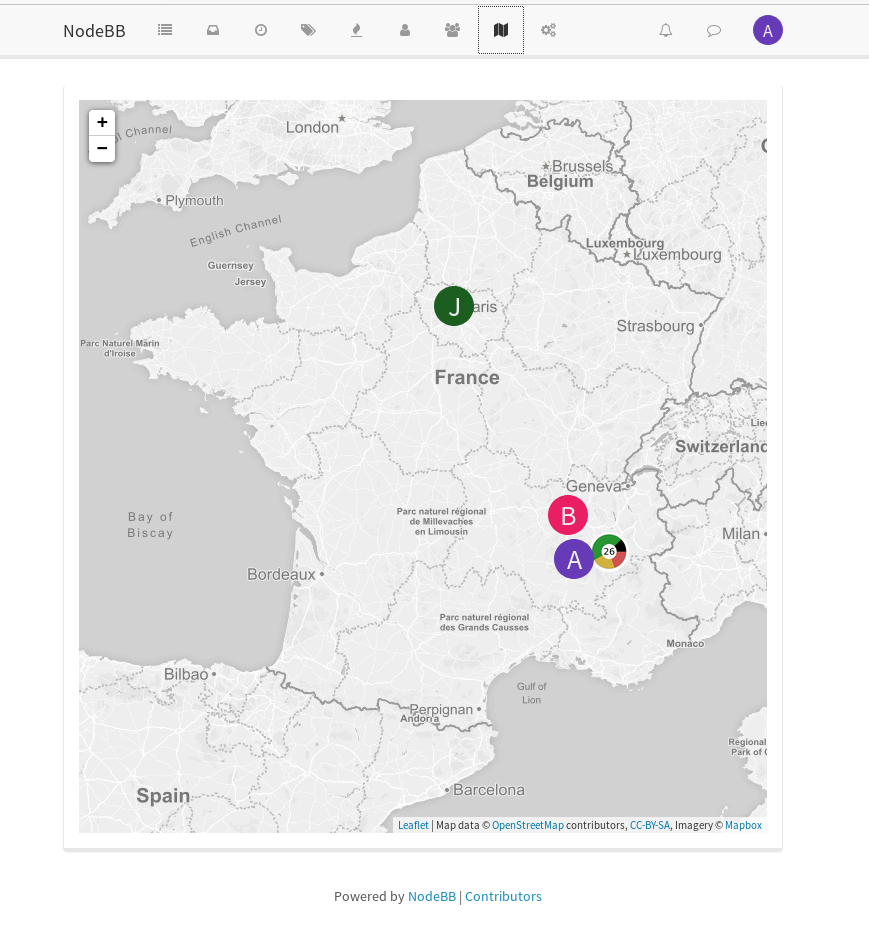 NodeBB
A
+
−
London
Channel
Plymouth
English Channel
Guernsey
Jersey
Brussels
Belgium
Luxembourg
Luxembourg
J
aris
Strasbourg
Parc Naturel Marin
d'Iroise
France
Switzerland
Geneva
Parc naturel régional
de Millevaches
en Limousin
B
Bay of
Biscay
Milan
A
26
Bordeaux
Parc naturel régional
des Grands Causses
Monaco
Bilbao
Gulf of
Lion
Perpignan
Andorra
Regional
Park of
Spain
Barcelona
Leaflet | Map data © OpenStreetMap contributors, CC-BY-SA, Imagery © Mapbox
Powered by NodeBB | Contributors